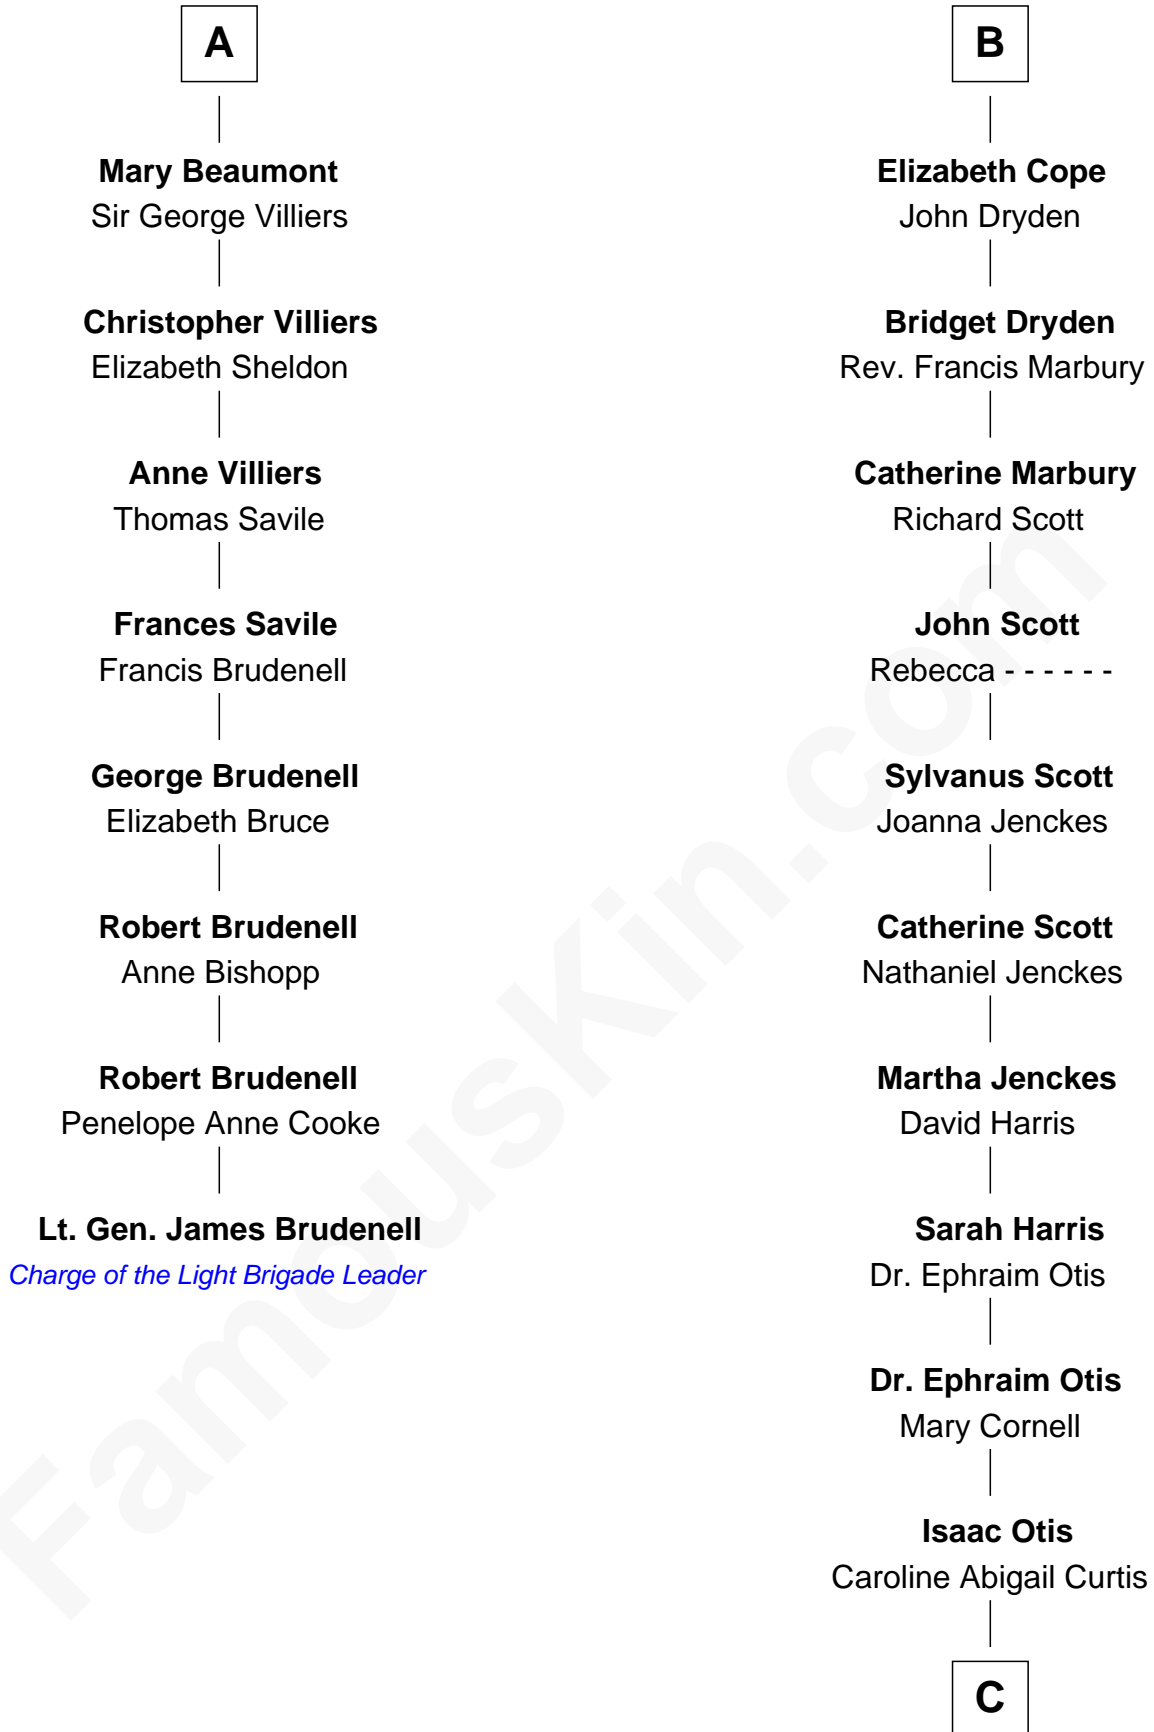 A
Mary Beaumont
Sir George Villiers
Christopher Villiers
Elizabeth Sheldon
Anne Villiers
Thomas Savile
Frances Savile
Francis Brudenell
George Brudenell
Elizabeth Bruce
Robert Brudenell
Anne Bishopp
Robert Brudenell
Penelope Anne Cooke
Lt. Gen. James Brudenell
Charge of the Light Brigade Leader
B
Elizabeth Cope
John Dryden
Bridget Dryden
Rev. Francis Marbury
Catherine Marbury
Richard Scott
John Scott
Rebecca - - - - - -
Sylvanus Scott
Joanna Jenckes
Catherine Scott
Nathaniel Jenckes
Martha Jenckes
David Harris
Sarah Harris
Dr. Ephraim Otis
Dr. Ephraim Otis
Mary Cornell
Isaac Otis
Caroline Abigail Curtis
C
FamousKin.com